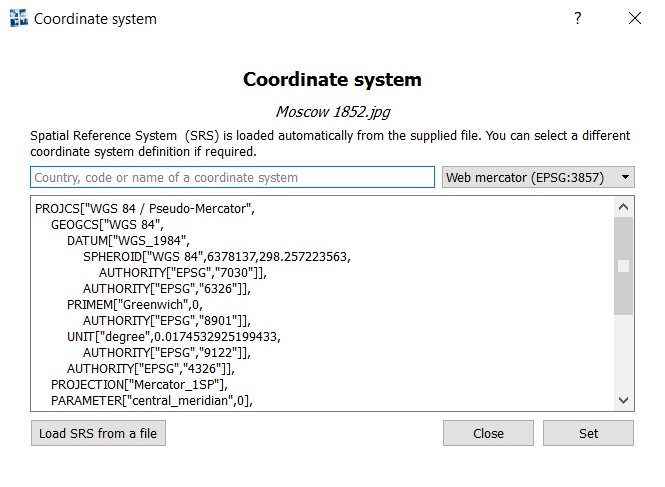 Coordinate system
?
Coordinate system
Moscow 1852.jpg
Spatial Reference System (SRS) is loaded automatically from the supplied file. You can select a different
coordinate system definition if required.
Country, code or name of a coordinate system
Web mercator (EPSG:3857)
PROJCS["WGS 84 / Pseudo-Mercator",
GEOGCS["WGS 84",
DATUM["WGS_1984",
SPHEROID["WGS 84",6378137,298.257223563,
AUTHORITY["EPSG","7030"]],
AUTHORITY["EPSG","6326"]],
PRIMEM["Greenwich",0,
AUTHORITY["EPSG","8901"]],
UNIT["degree",0.0174532925199433,
AUTHORITY["EPSG","9122"]],
AUTHORITY["EPSG","4326"]],
PROJECTION["Mercator_1SP"],
PARAMETER["central_meridian",0],
Load SRS from a file
Close
Set